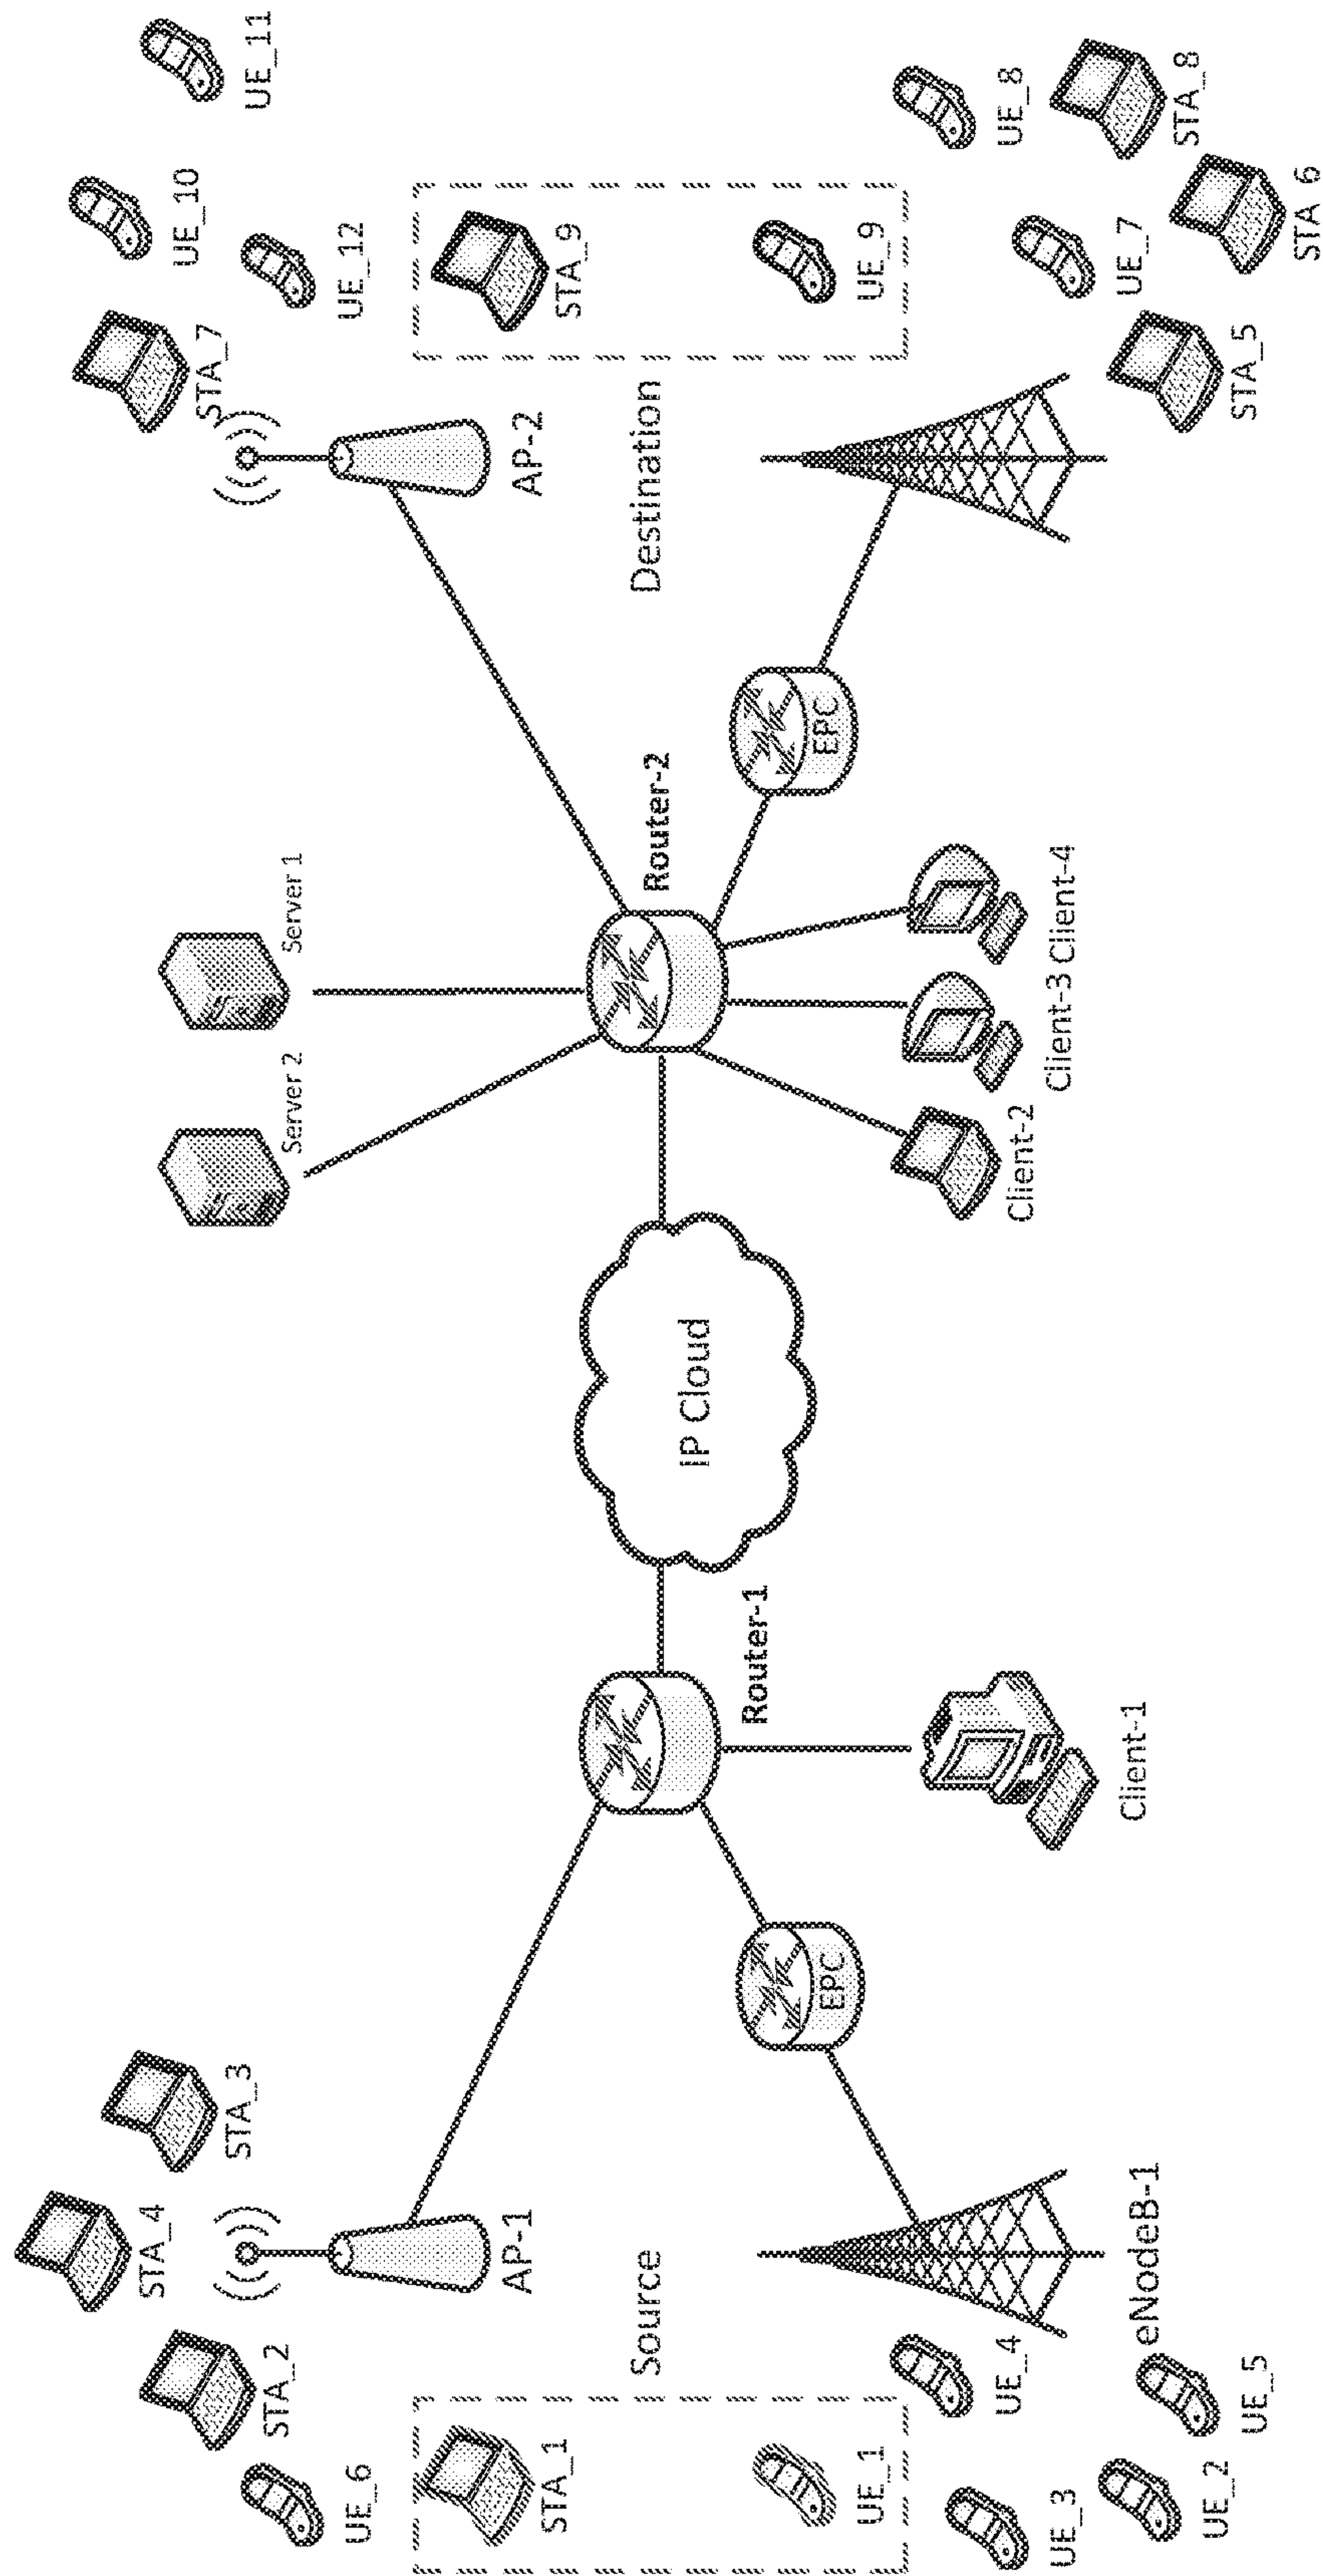 STA_4
UE_10
STA_7
STA_3
UE_11
STA_2
Server 2
Server 1
UE_12
UE_6
AP-1
AP-2
STA_1
STA_9
Source
Destination
Router-2
IP Cloud
Router-1
EPC
EPC
UE_1
UE_9
UE_4
UE_8
Client-2
Client-3 Client-4
UE_3
UE_7
Client-1
eNodeB-1
STA_8
UE_2
STA_5
UE_5
STA 6